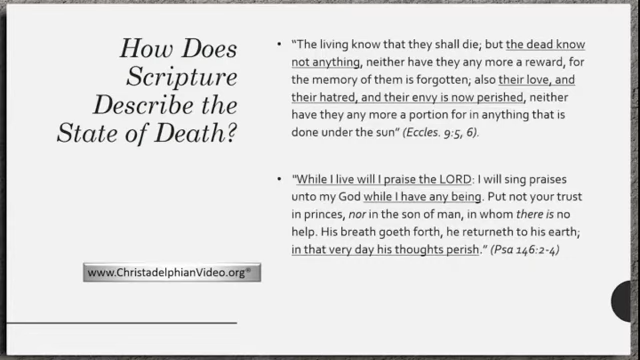 How Does
Scripture
Describe the
State of Death?
• “The living know that they shall die; but the dead know
not anything, neither have they any more a reward, for
the memory of them is forgotten; also their love, and
their hatred, and their envy is now perished, neither
have they any more a portion for in anything that is
done under the sun” (Eccles. 9:5, 6).
• “While I live will I praise the LORD: I will sing praises
unto my God while I have any being. Put not your trust
in princes, nor in the son of man, in whom there is no
help. His breath goeth forth, he returneth to his earth;
in that very day his thoughts perish.” (Psa 146:2-4)
www.ChristadelphianVideo.org®